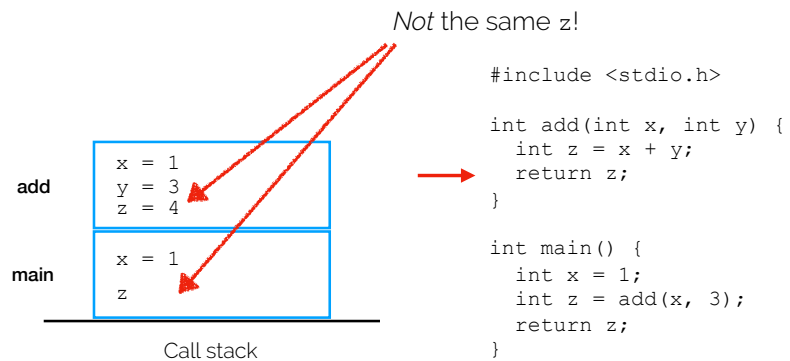 Not the same z!
#include <stdio.h>
int add(int x, int y) {
int z = x + y;
return z;
}
int main() {
int x = 1;
int z = add(x, 3);
return z;
}
add
x = 1
y = 3
z = 4
main
x = 1
z
Call stack